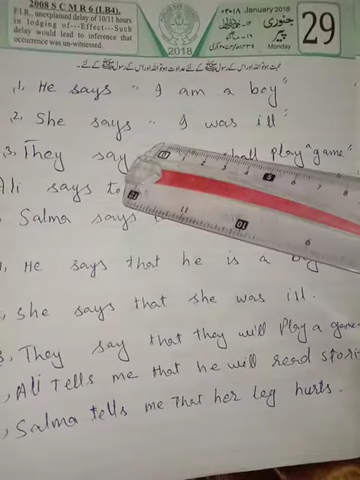 2008 S C M R 6 (LB4).
F.I.R., unexplained delay of 10/11 hours
in lodging of---Effect---Such
delay would lead to inference that
occurrence was un-witnessed.
2018
January 2018
جنوری
پیر
Monday
29
1. He says " I am a boy"
2. She says " I was ill
3. They say shall play "game"
Ali says to
Salma says
He says that he is a boy
She says that she was ill.
3. They say that they will Play a game
Ali Tells me that he will read stori
Salma tells me that her leg hurts.